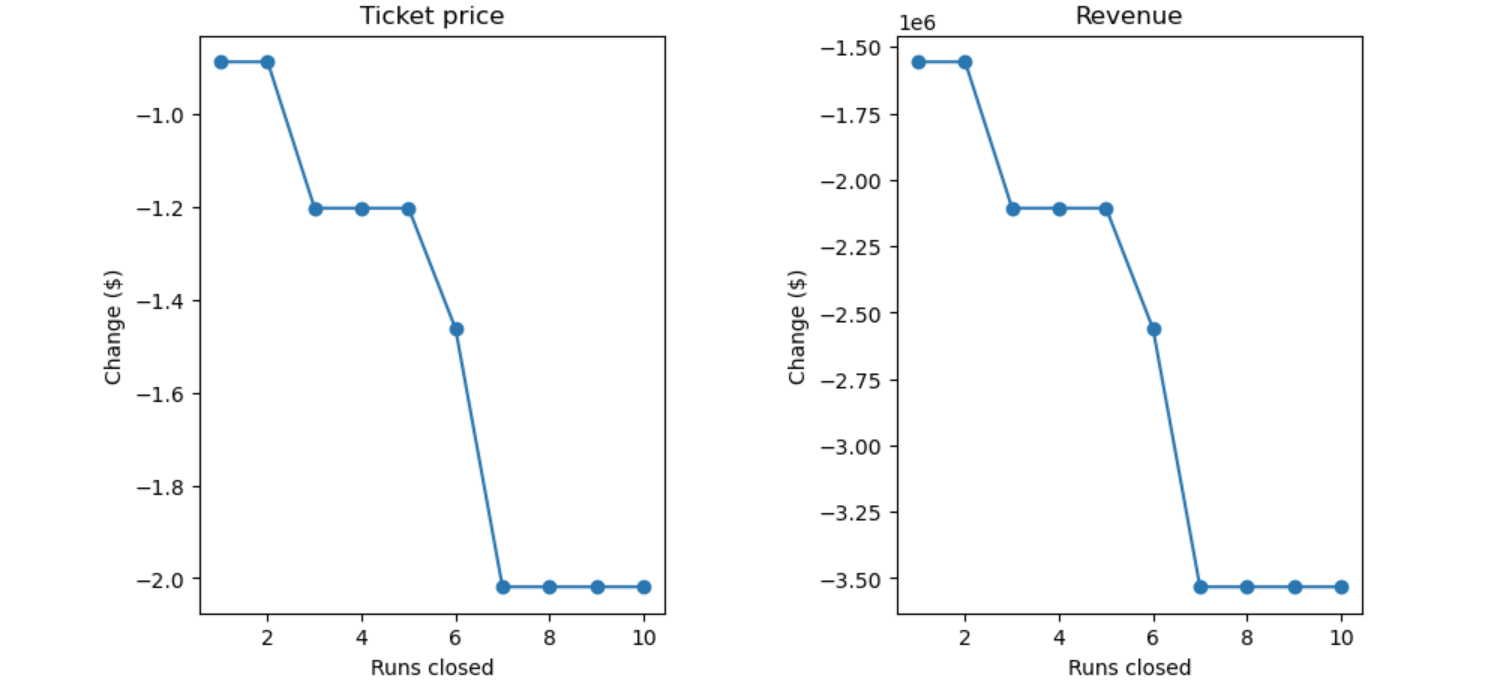 Ticket price
−1.0
−1.2
−1.4
−1.6
−1.8
−2.0
Change ($)
2 4 6 8 10
Runs closed
Revenue
1e6
−1.50
−1.75
−2.00
−2.25
−2.50
−2.75
−3.00
−3.25
−3.50
Change ($)
2 4 6 8 10
Runs closed